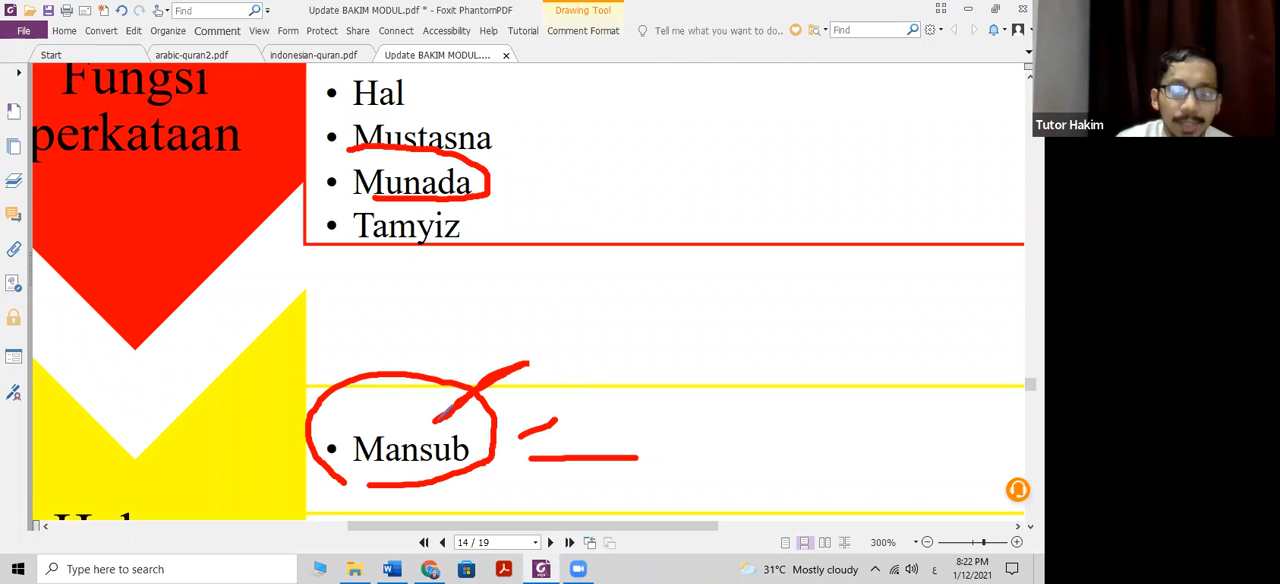 Find
Update BAKIM MODUL.pdf * - Foxit PhantomPDF
Drawing Tool
File Home Convert Edit Organize Comment View Form Protect Share Connect Accessibility Help Tutorial Comment Format
Tell me what you want to do..
Find
Start
arabic-quran2.pdf
indonesian-quran.pdf
Update BAKIM MODUL....
Fungsi
perkataan
• Hal
• Mustasna
• Munada
• Tamyiz
• Mansub
Tutor Hakim
14 / 19
300%
Type here to search
31°C Mostly cloudy
ع
8:22 PM
1/12/2021